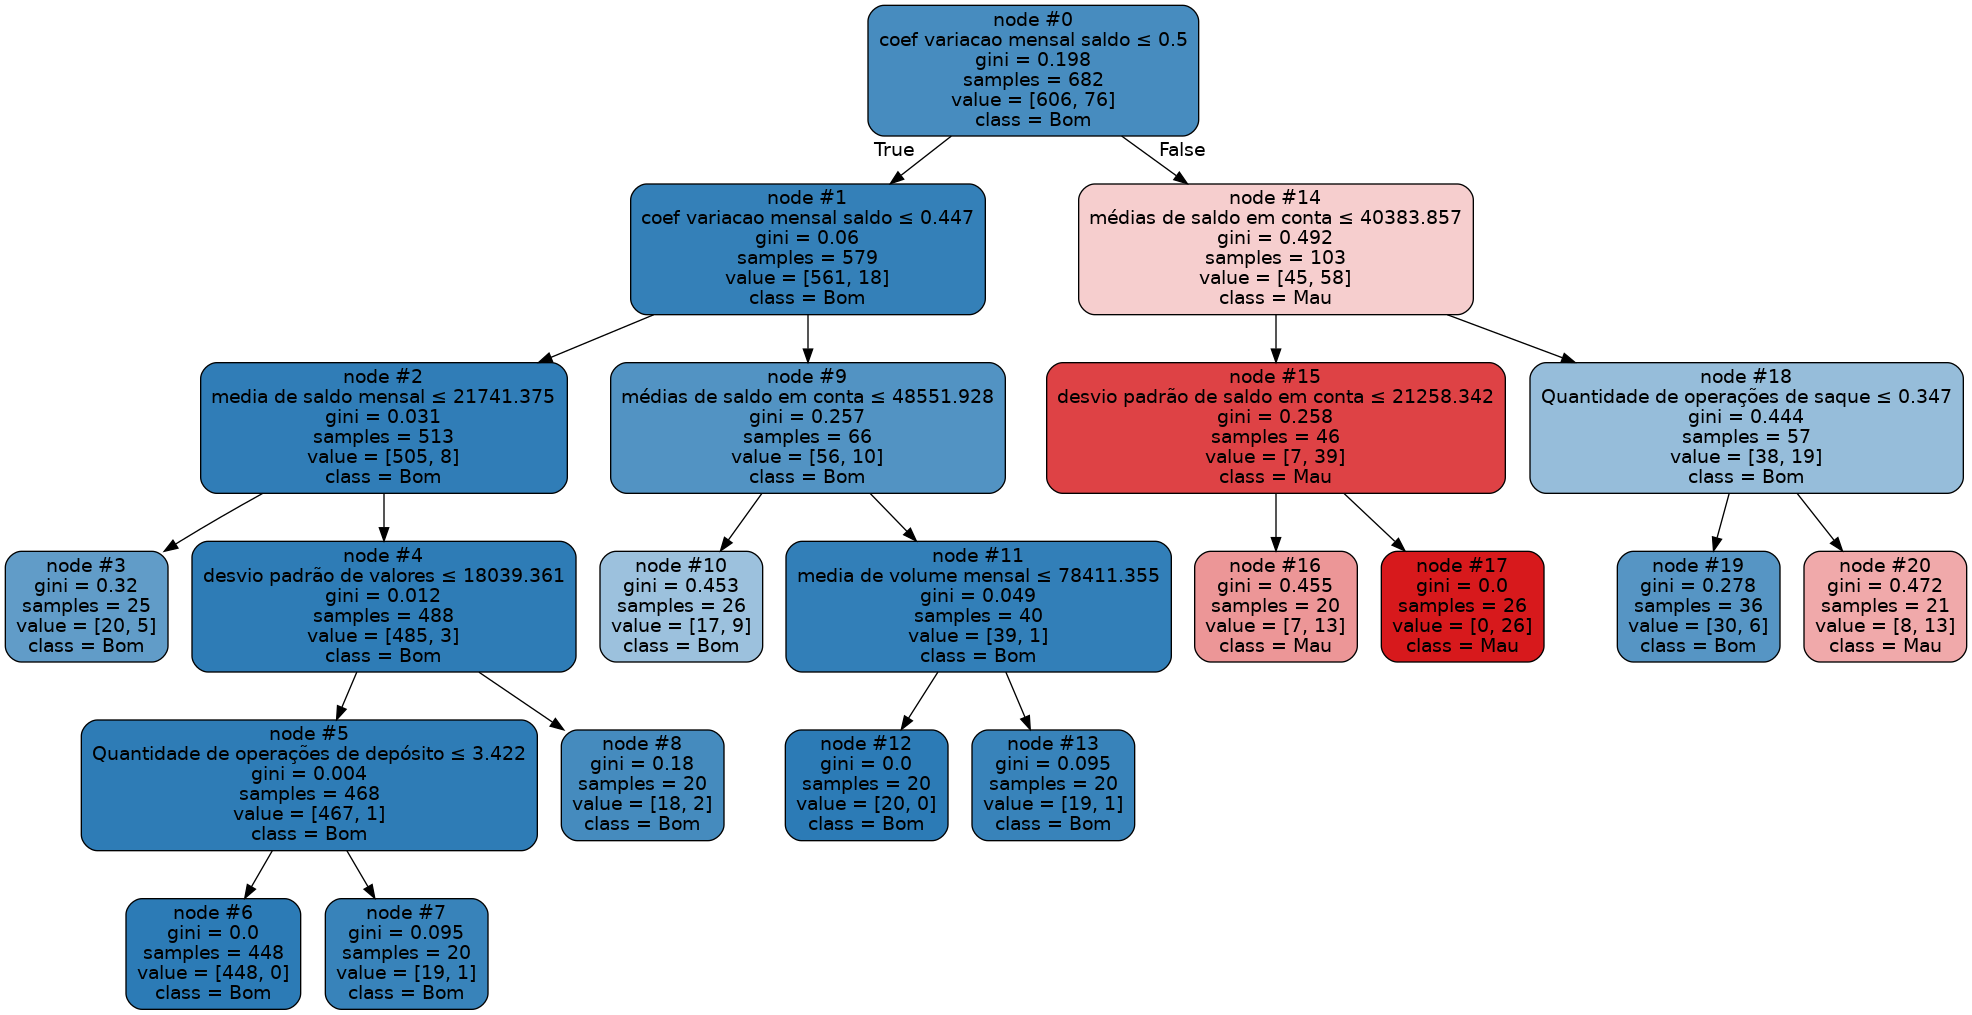 node #0
coef variacao mensal saldo ≤ 0.5
gini = 0.198
samples = 682
value = [606, 76]
class = Bom
True
False
node #1
coef variacao mensal saldo ≤ 0.447
gini = 0.06
samples = 579
value = [561, 18]
class = Bom
node #14
médias de saldo em conta ≤ 40383.857
gini = 0.492
samples = 103
value = [45, 58]
class = Mau
node #2
media de saldo mensal ≤ 21741.375
gini = 0.031
samples = 513
value = [505, 8]
class = Bom
node #9
médias de saldo em conta ≤ 48551.928
gini = 0.257
samples = 66
value = [56, 10]
class = Bom
node #15
desvio padrão de saldo em conta ≤ 21258.342
gini = 0.258
samples = 46
value = [7, 39]
class = Mau
node #18
Quantidade de operações de saque ≤ 0.347
gini = 0.444
samples = 57
value = [38, 19]
class = Bom
node #3
gini = 0.32
samples = 25
value = [20, 5]
class = Bom
node #4
desvio padrão de valores ≤ 18039.361
gini = 0.012
samples = 488
value = [485, 3]
class = Bom
node #10
gini = 0.453
samples = 26
value = [17, 9]
class = Bom
node #11
media de volume mensal ≤ 78411.355
gini = 0.049
samples = 40
value = [39, 1]
class = Bom
node #16
gini = 0.455
samples = 20
value = [7, 13]
class = Mau
node #17
gini = 0.0
samples = 26
value = [0, 26]
class = Mau
node #19
gini = 0.278
samples = 36
value = [30, 6]
class = Bom
node #20
gini = 0.472
samples = 21
value = [8, 13]
class = Mau
node #5
Quantidade de operações de depósito ≤ 3.422
gini = 0.004
samples = 468
value = [467, 1]
class = Bom
node #8
gini = 0.18
samples = 20
value = [18, 2]
class = Bom
node #12
gini = 0.0
samples = 20
value = [20, 0]
class = Bom
node #13
gini = 0.095
samples = 20
value = [19, 1]
class = Bom
node #6
gini = 0.0
samples = 448
value = [448, 0]
class = Bom
node #7
gini = 0.095
samples = 20
value = [19, 1]
class = Bom